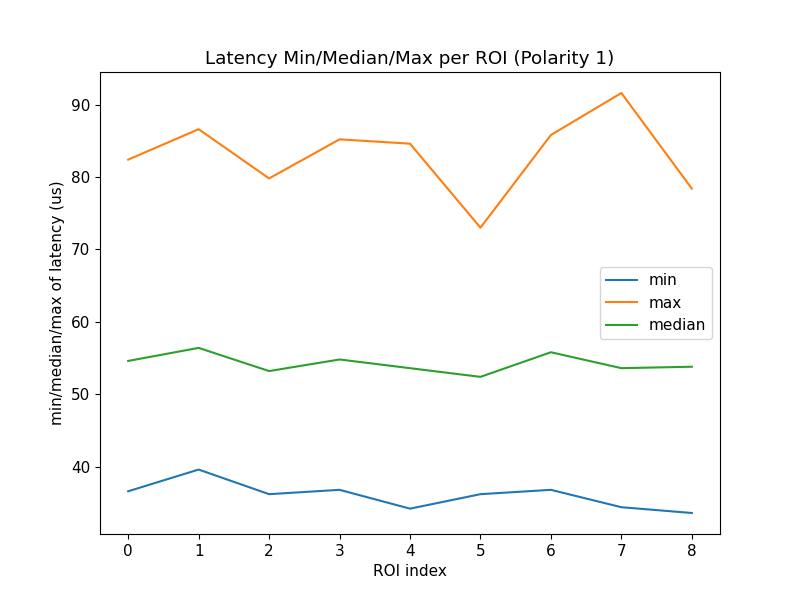 Latency Min/Median/Max per ROI (Polarity 1)
min/median/max of latency (us)
90
80
70
60
50
40
min
max
median
0 1 2 3 4 5 6 7 8
ROI index